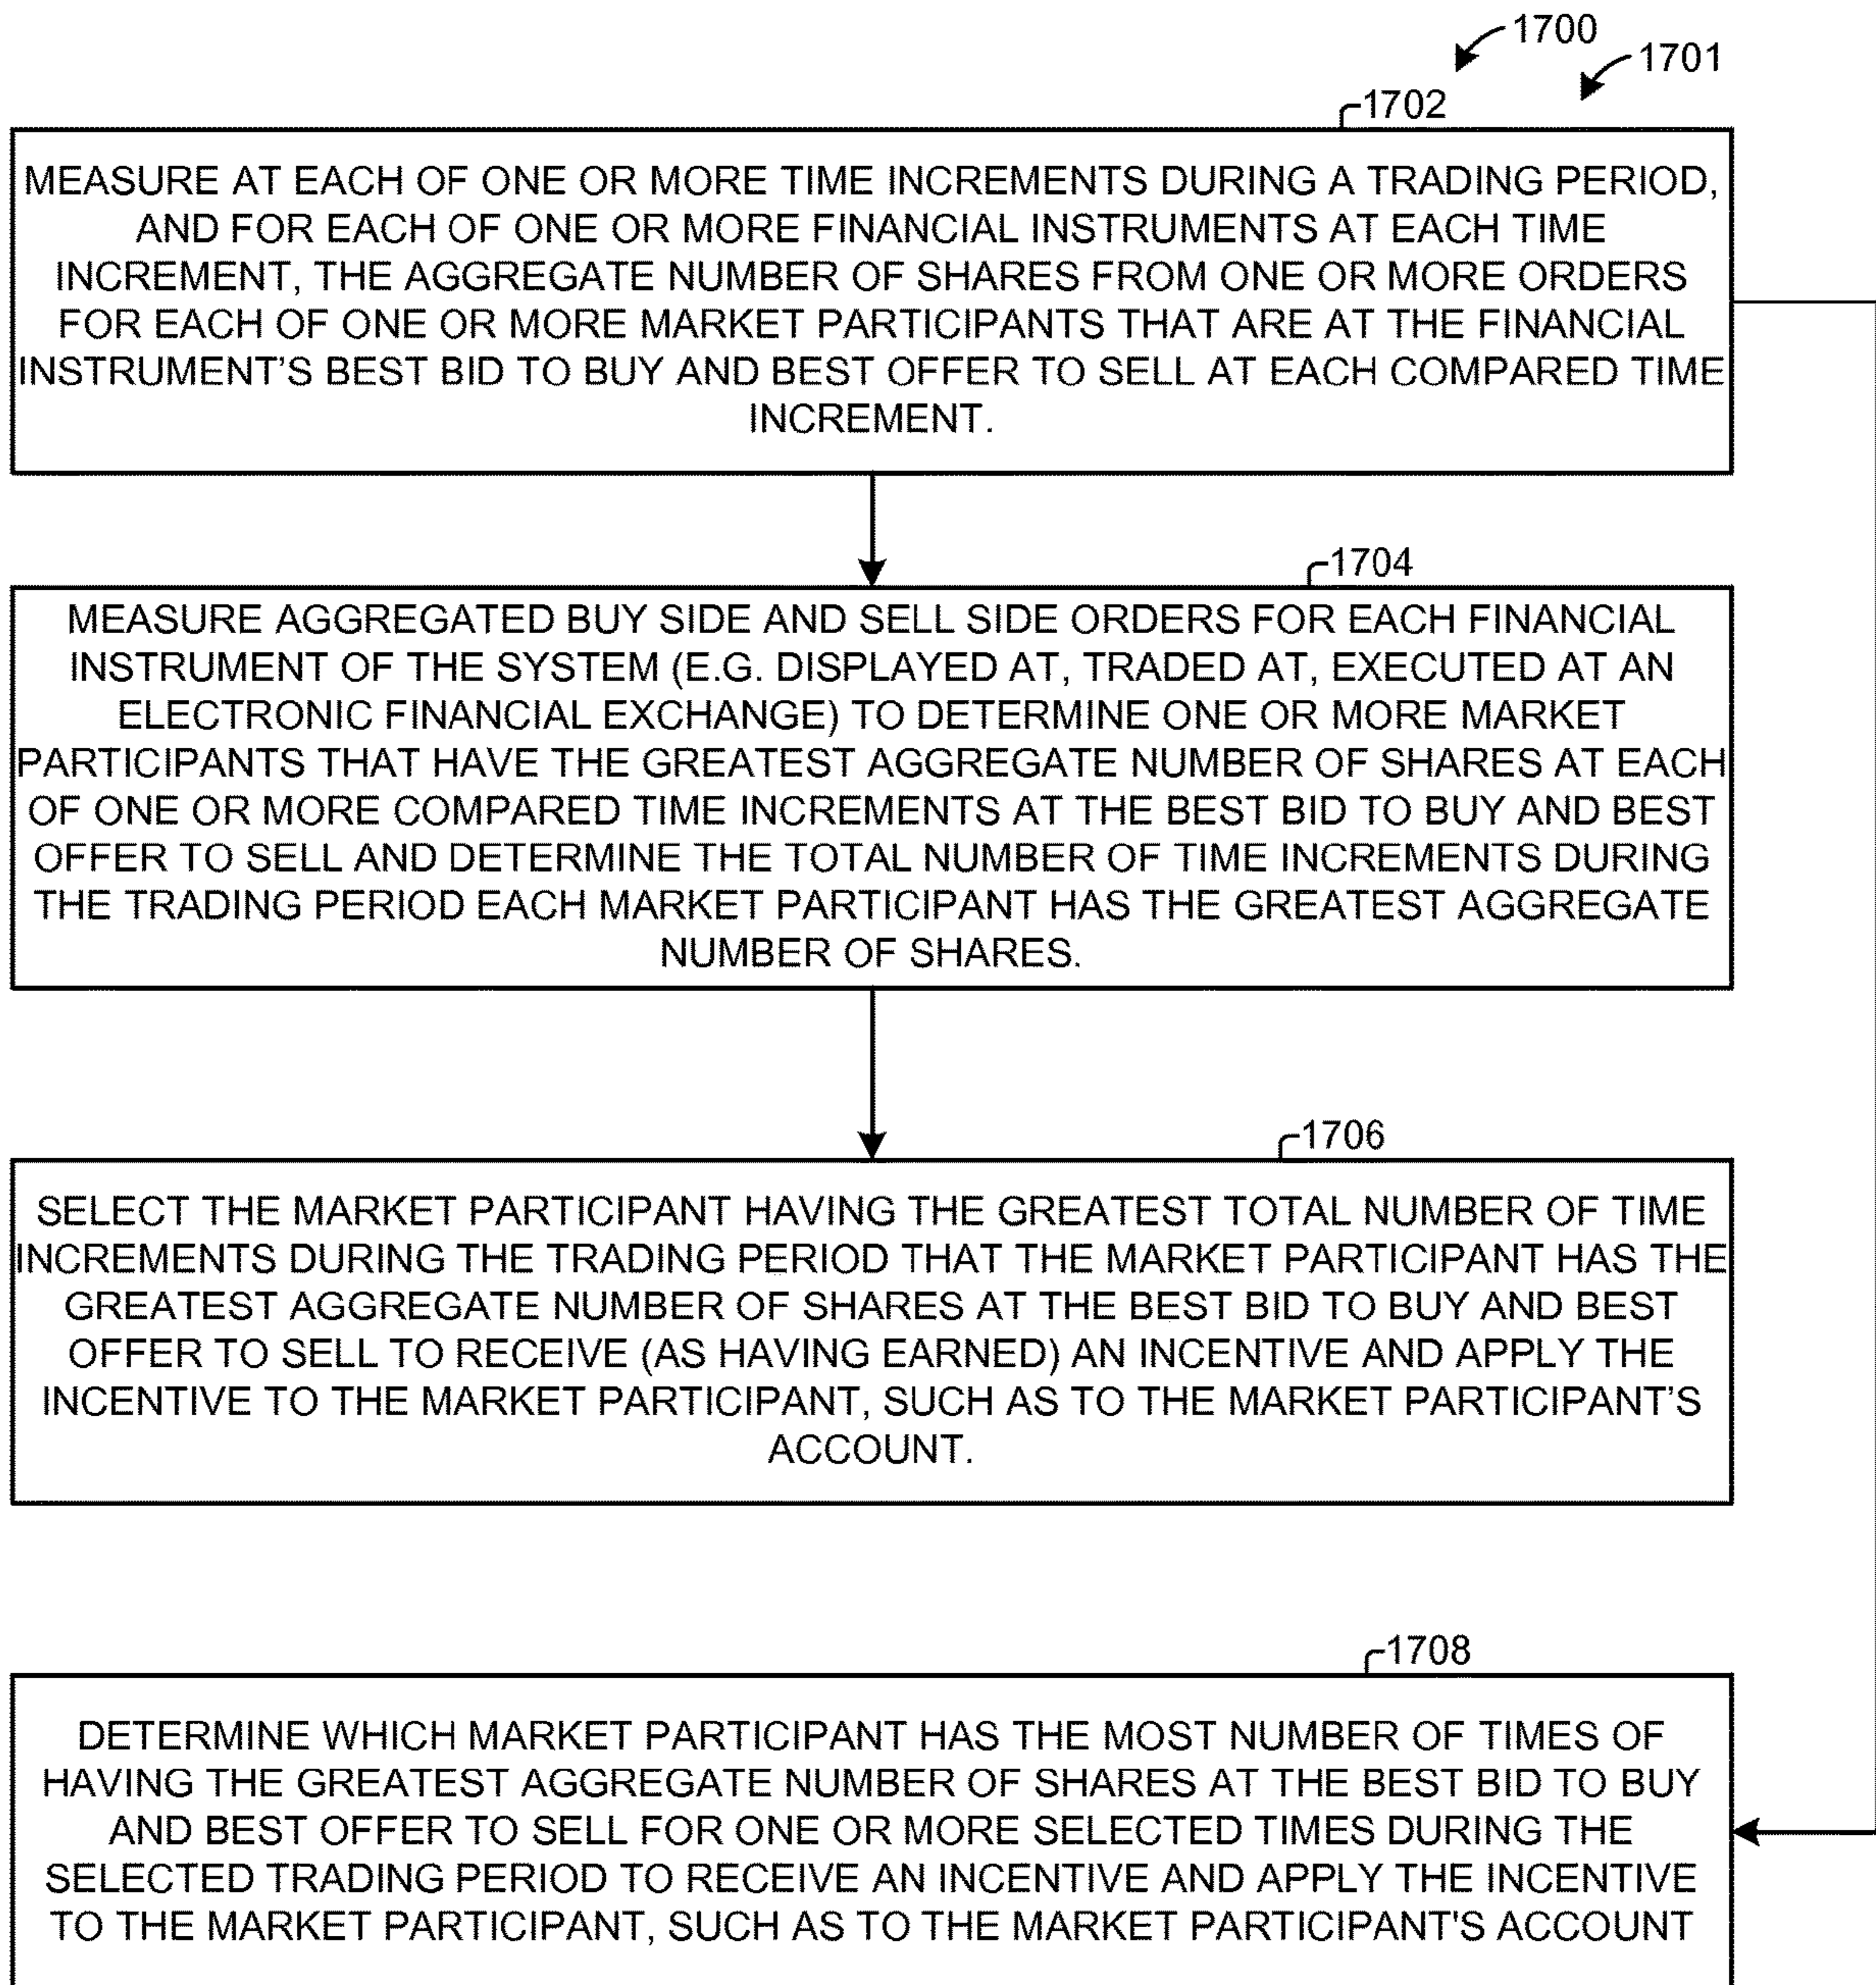 1700
1701
1702
MEASURE AT EACH OF ONE OR MORE TIME INCREMENTS DURING A TRADING PERIOD,
AND FOR EACH OF ONE OR MORE FINANCIAL INSTRUMENTS AT EACH TIME
INCREMENT, THE AGGREGATE NUMBER OF SHARES FROM ONE OR MORE ORDERS
FOR EACH OF ONE OR MORE MARKET PARTICIPANTS THAT ARE AT THE FINANCIAL
INSTRUMENT'S BEST BID TO BUY AND BEST OFFER TO SELL AT EACH COMPARED TIME
INCREMENT.
1704
MEASURE AGGREGATED BUY SIDE AND SELL SIDE ORDERS FOR EACH FINANCIAL
INSTRUMENT OF THE SYSTEM (E.G. DISPLAYED AT, TRADED AT, EXECUTED AT AN
ELECTRONIC FINANCIAL EXCHANGE) TO DETERMINE ONE OR MORE MARKET
PARTICIPANTS THAT HAVE THE GREATEST AGGREGATE NUMBER OF SHARES AT EACH
OF ONE OR MORE COMPARED TIME INCREMENTS AT THE BEST BID TO BUY AND BEST
OFFER TO SELL AND DETERMINE THE TOTAL NUMBER OF TIME INCREMENTS DURING
THE TRADING PERIOD EACH MARKET PARTICIPANT HAS THE GREATEST AGGREGATE
NUMBER OF SHARES.
1706
SELECT THE MARKET PARTICIPANT HAVING THE GREATEST TOTAL NUMBER OF TIME
INCREMENTS DURING THE TRADING PERIOD THAT THE MARKET PARTICIPANT HAS THE
GREATEST AGGREGATE NUMBER OF SHARES AT THE BEST BID TO BUY AND BEST
OFFER TO SELL TO RECEIVE (AS HAVING EARNED) AN INCENTIVE AND APPLY THE
INCENTIVE TO THE MARKET PARTICIPANT, SUCH AS TO THE MARKET PARTICIPANT'S
ACCOUNT.
1708
DETERMINE WHICH MARKET PARTICIPANT HAS THE MOST NUMBER OF TIMES OF
HAVING THE GREATEST AGGREGATE NUMBER OF SHARES AT THE BEST BID TO BUY
AND BEST OFFER TO SELL FOR ONE OR MORE SELECTED TIMES DURING THE
SELECTED TRADING PERIOD TO RECEIVE AN INCENTIVE AND APPLY THE INCENTIVE
TO THE MARKET PARTICIPANT, SUCH AS TO THE MARKET PARTICIPANT'S ACCOUNT